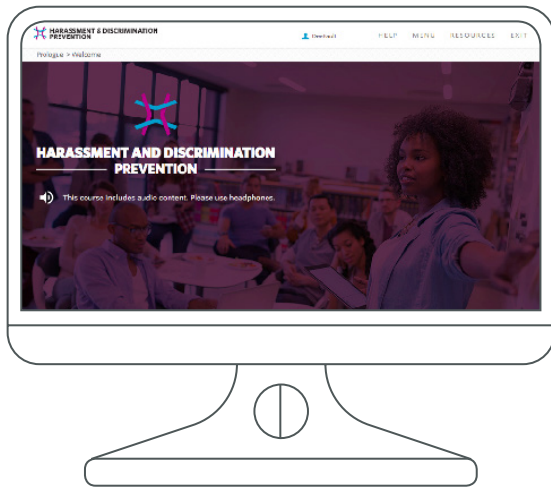 HARASSMENT & DISCRIMINATION
PREVENTION
HELP MENU RESOURCES EXIT
Prologue > Welcome
HARASSMENT AND DISCRIMINATION
PREVENTION
This course includes audio content. Please use headphones.